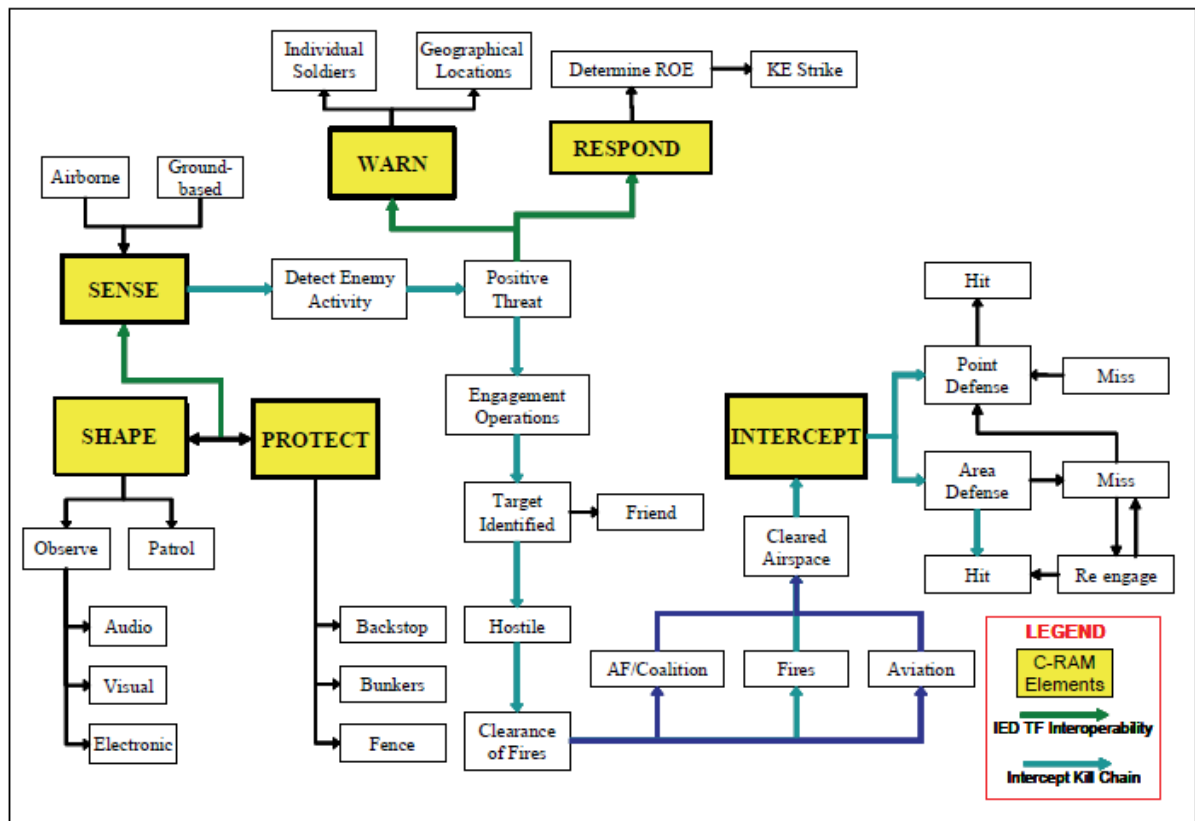 Individual
Soldiers
Geographical
Locations
Determine ROE
KE Strike
WARN
RESPOND
Airborne
Ground-
based
SENSE
Detect Enemy
Activity
Positive
Threat
Hit
Point
Defense
Miss
Engagement
Operations
SHAPE
PROTECT
INTERCEPT
Area
Defense
Miss
Target
Identified
Friend
Observe
Patrol
Cleared
Airspace
Hit
Re engage
Audio
Backstop
Hostile
Visual
Bunkers
AF/Coalition
Fires
Aviation
Electronic
Fence
Clearance
of Fires
LEGEND
C-RAM
Elements
IED TF Interoperability
Intercept Kill Chain